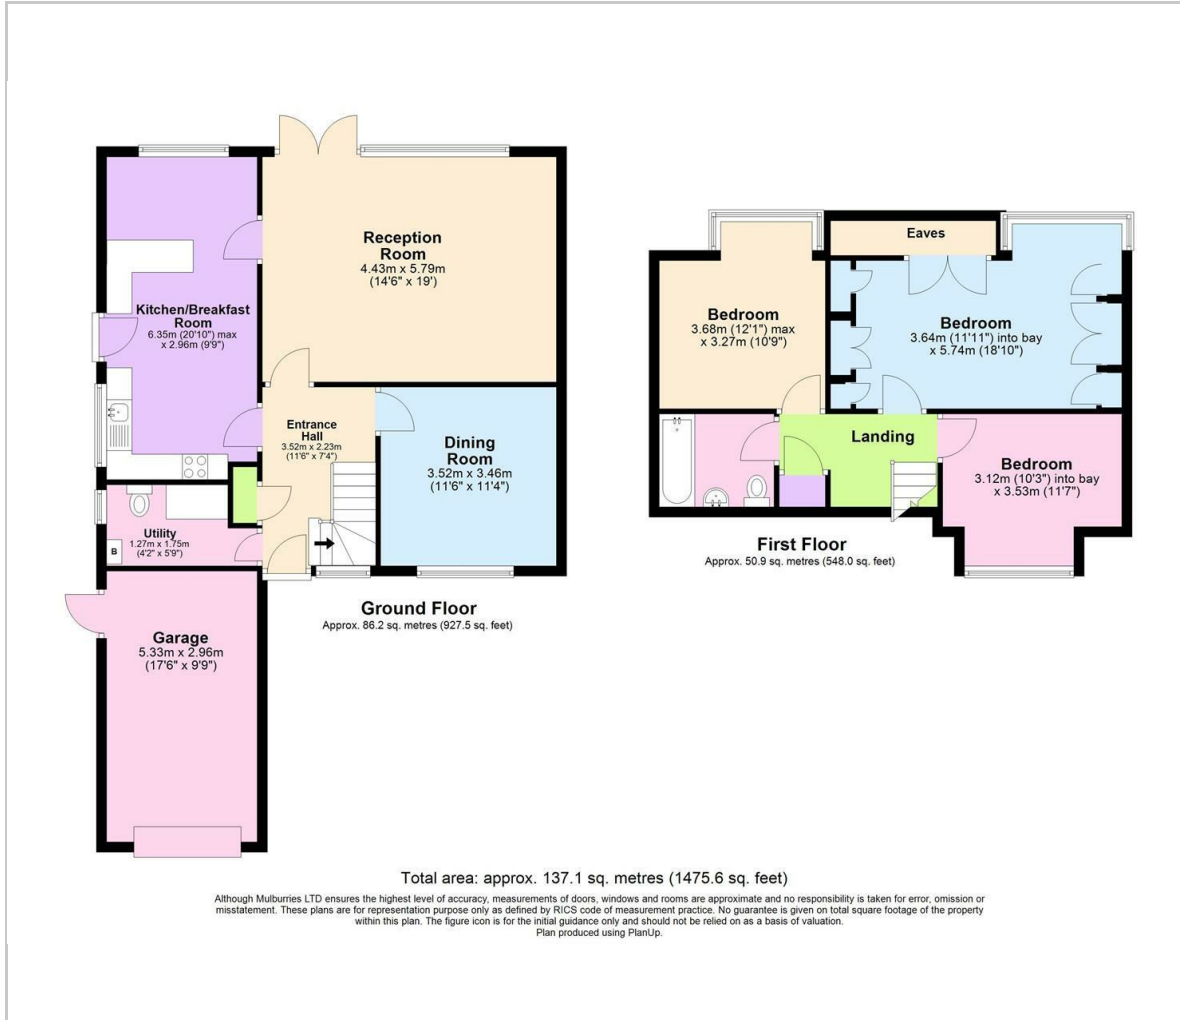 Reception
Room
4.43m x 5.79m
(14'6" x 19')
Kitchen/Breakfast
Room
6.35m (20'10") max
x 2.96m (9'9")
Entrance
Hall
3.52m x 2.23m
(11'6" x 7'4")
Dining
Room
3.52m x 3.46m
(11'6" x 11'4")
Utility
1.27m x 1.75m
(4'2" x 5'9")
B
Garage
5.33m x 2.96m
(17'6" x 9'9")
Ground Floor
Approx. 86.2 sq. metres (927.5 sq. feet)
Eaves
Bedroom
3.68m (12'1") max
x 3.27m (10'9")
Bedroom
3.64m (11'11") into bay
x 5.74m (18'10")
Landing
Bedroom
3.12m (10'3") into bay
x 3.53m (11'7")
First Floor
Approx. 50.9 sq. metres (548.0 sq. feet)
Total area: approx. 137.1 sq. metres (1475.6 sq. feet)
Although Mulburries LTD ensures the highest level of accuracy, measurements of doors, windows and rooms are approximate and no responsibility is taken for error, omission or
misstatement. These plans are for representation purpose only as defined by RICS code of measurement practice. No guarantee is given on total square footage of the property
within this plan. The figure icon is for the initial guidance only and should not be relied on as a basis of valuation.
Plan produced using PlanUp.